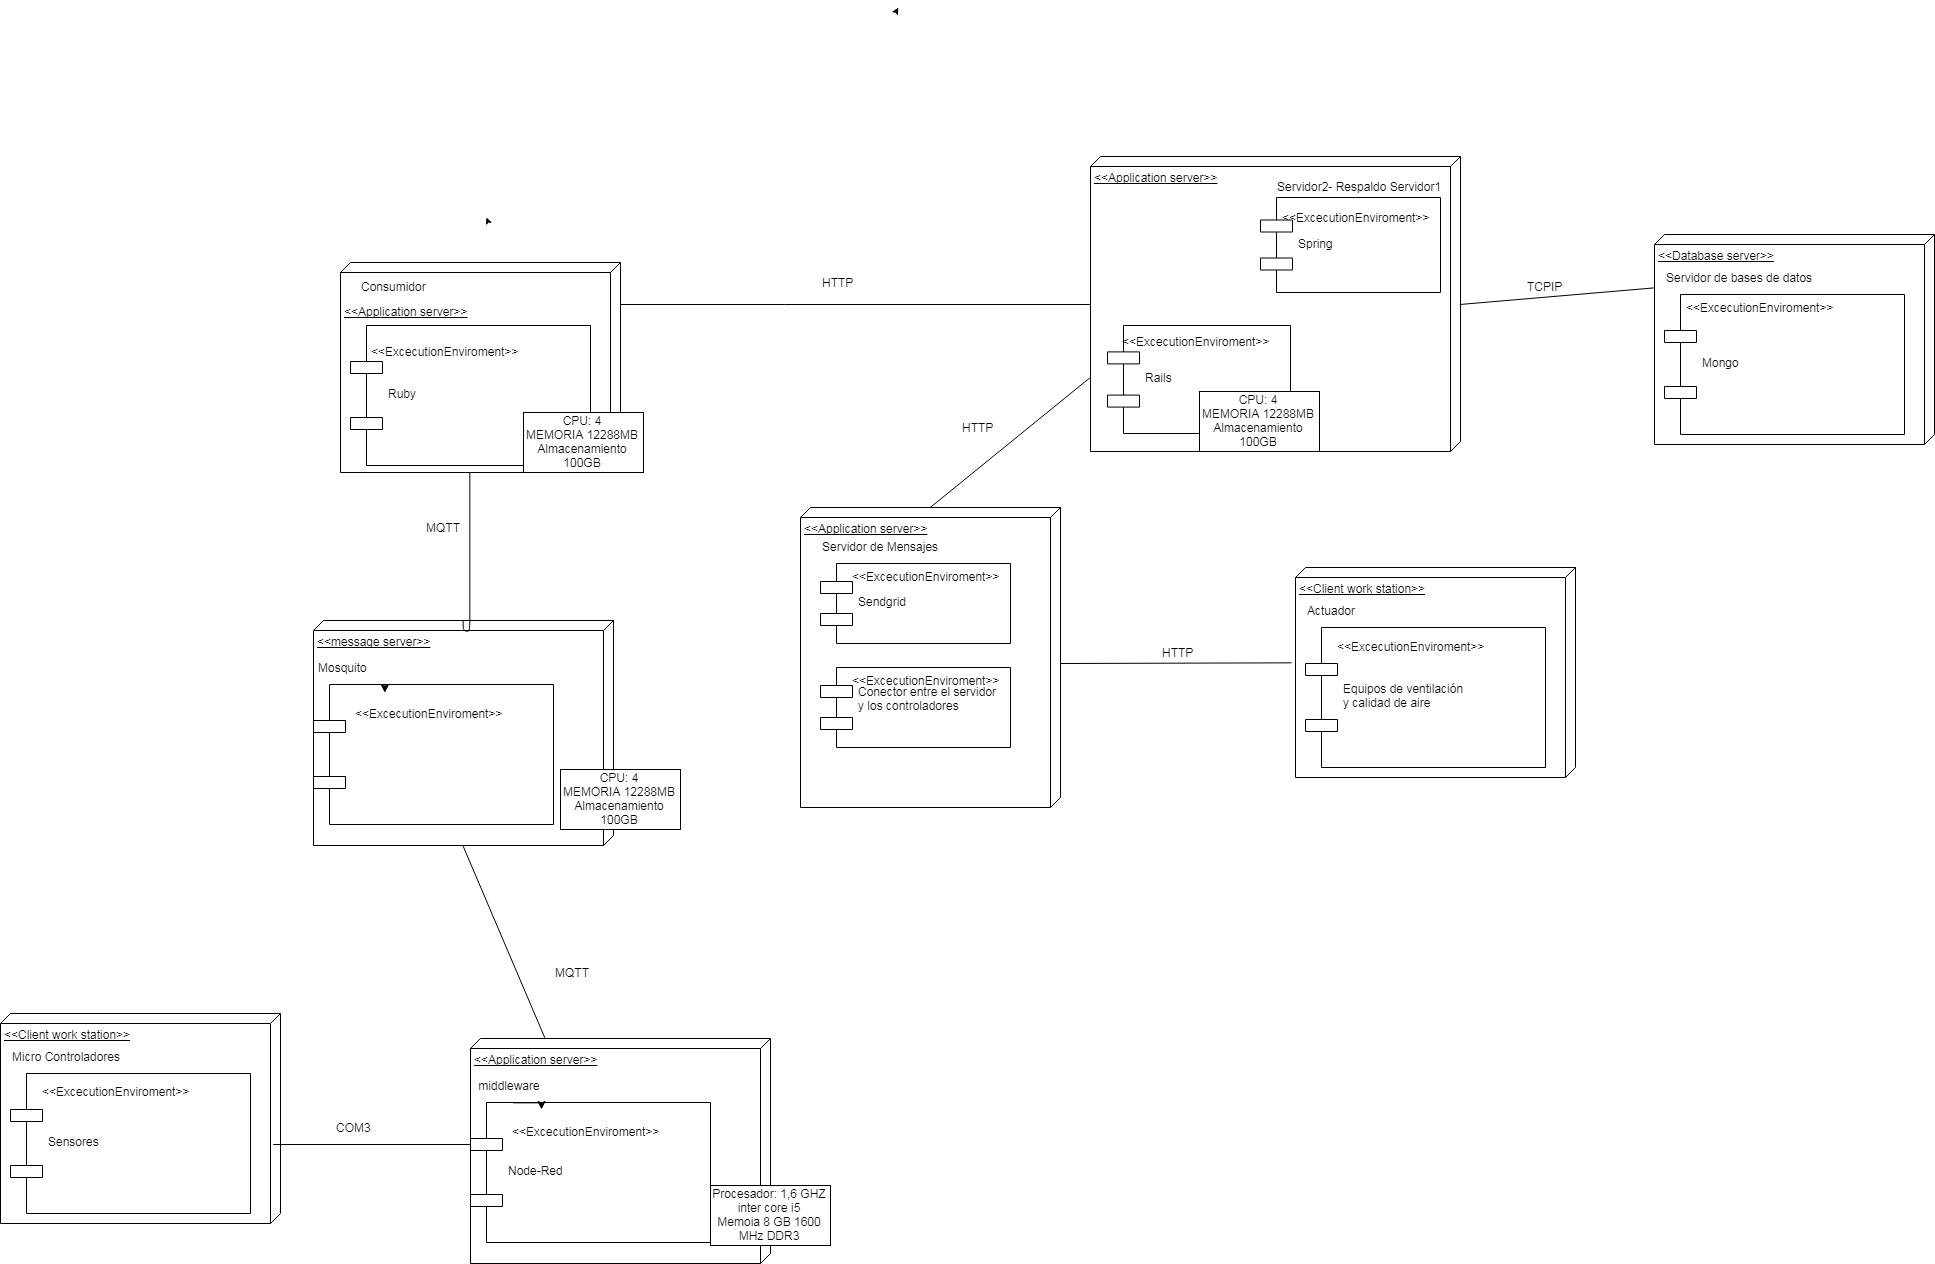 <<Application server>>
Servidor2- Respaldo Servidor1
<<ExcecutionEnviroment>>
Spring
<<ExcecutionEnviroment>>
Rails
CPU: 4
MEMORIA 12288MB
Almacenamiento
100GB
TCPIP
<<Database server>>
Servidor de bases de datos
<<ExcecutionEnviroment>>
Mongo
HTTP
Consumidor
<<Application server>>
<<ExcecutionEnviroment>>
Ruby
CPU: 4
MEMORIA 12288MB
Almacenamiento
100GB
HTTP
MQTT
<<Application server>>
Servidor de Mensajes
<<ExcecutionEnviroment>>
Sendgrid
<<ExcecutionEnviroment>>
Conector entre el servidor
y los controladores
HTTP
<<Client work station>>
Actuador
<<ExcecutionEnviroment>>
Equipos de ventilación
y calidad de aire
<<message server>>
Mosquito
<<ExcecutionEnviroment>>
CPU: 4
MEMORIA 12288MB
Almacenamiento
100GB
MQTT
<<Client work station>>
Micro Controladores
<<ExcecutionEnviroment>>
Sensores
COM3
<<Application server>>
middleware
<<ExcecutionEnviroment>>
Node-Red
Procesador: 1,6 GHZ
inter core i5
Memoia 8 GB 1600
MHz DDR3